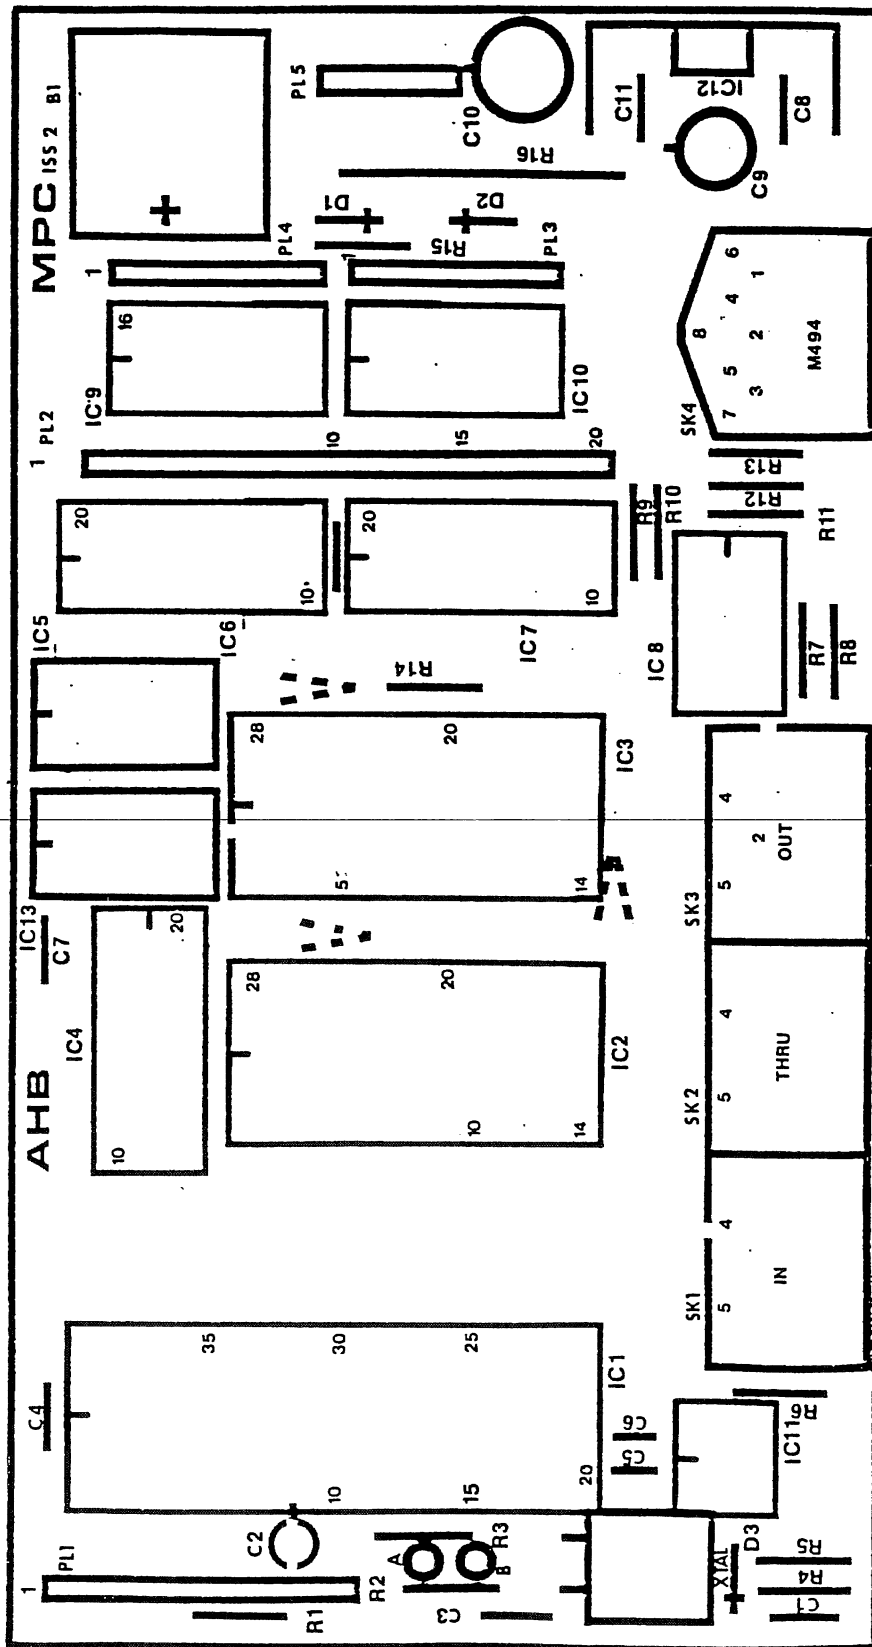 AHB MPC ISS 2
B1
PL5
C10
C11
IC12
C8
C9
R16
D1
D2
PL4
R15
PL3
1
1
16
IC9
IC10
1 PL2
10
15
20
SK4
7
5
8
4
6
3
2
1
M494
R13
R12
R11
R9
R10
20
10
20
10
IC5
IC6
IC7
IC8
R7
R8
R14
28
20
5
14
IC3
IC13
C7
20
10
IC4
28
20
10
14
IC2
SK3
5
4
2
OUT
SK2
5
4
THRU
SK1
5
4
IN
C4
35
30
25
10
15
20
IC1
C6
C5
R6
IC11
1
PL1
C2
A
B
R3
R2
R1
C3
XTAL
D3
R5
R4
C1